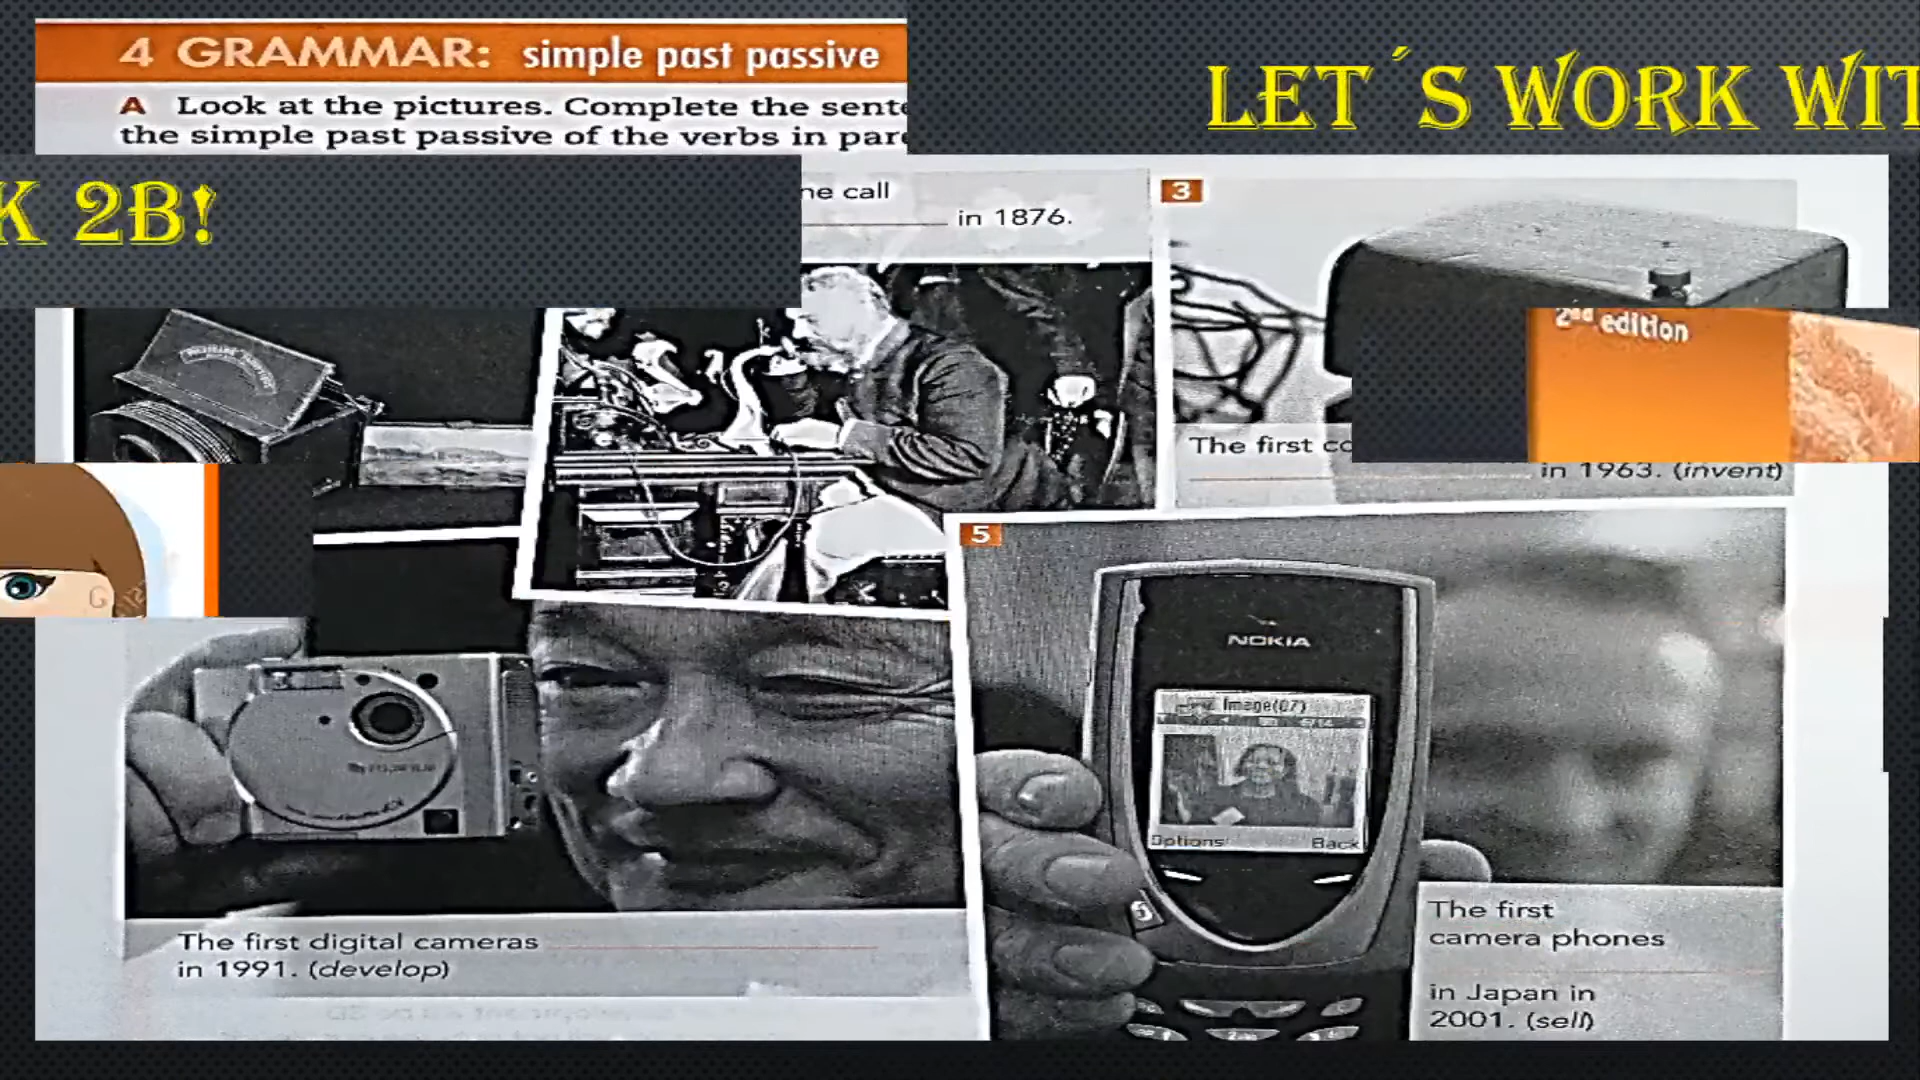 4 GRAMMAR: simple past passive
LET´S WORK WIT
A Look at the pictures. Complete the sente
the simple past passive of the verbs in pare
K 2B!
ne call
in 1876.
3
2nd edition
The first co
in 1963. (invent)
5
NOKIA
Image(07)
Options
Back
The first digital cameras
in 1991. (develop)
The first
camera phones
in Japan in
2001. (sell)